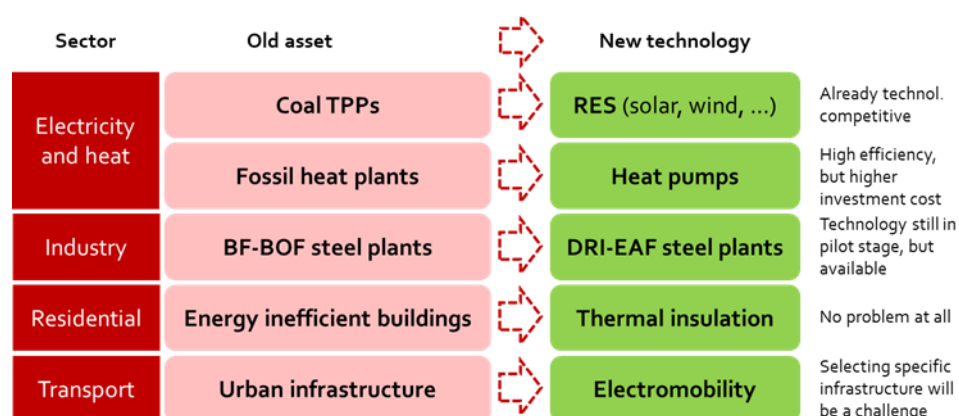 Sector
Old asset
New technology
Electricity
and heat
Coal TPPs
RES (solar, wind, ...)
Already technol.
competitive
Fossil heat plants
Heat pumps
High efficiency,
but higher
investment cost
Industry
BF-BOF steel plants
DRI-EAF steel plants
Technology still in
pilot stage, but
available
Residential
Energy inefficient buildings
Thermal insulation
No problem at all
Transport
Urban infrastructure
Electromobility
Selecting specific
infrastructure will
be a challenge